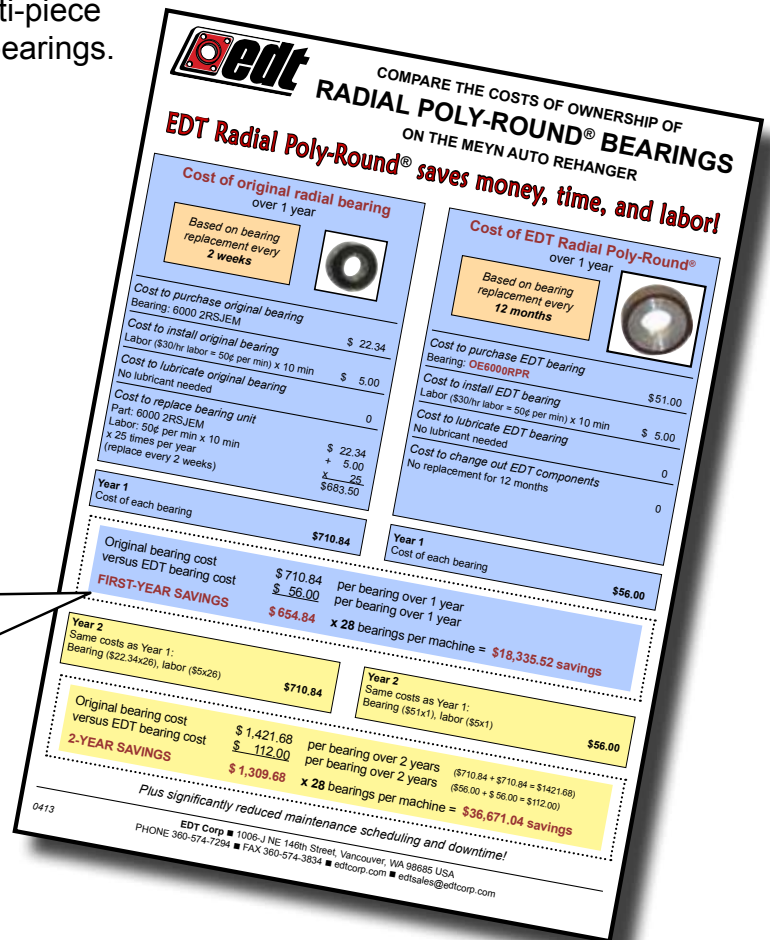 ti-piece
earings.
edt
COMPARE THE COSTS OF OWNERSHIP OF
RADIAL POLY-ROUND® BEARINGS
ON THE MEYN AUTO REHANGER
EDT Radial Poly-Round® saves money, time, and labor!
Cost of original radial bearing
over 1 year
Based on bearing
replacement every
2 weeks
Cost to purchase original bearing
Bearing: 6000 2RSJEM $ 22.34
Cost to install original bearing
Labor ($30/hr labor = 50¢ per min) x 10 min $ 5.00
Cost to lubricate original bearing
No lubricant needed 0
Cost to replace bearing unit
Part: 6000 2RSJEM $ 22.34
Labor: 50¢ per min x 10 min + 5.00
x 25 times per year x 25
(replace every 2 weeks) $683.50
Year 1
Cost of each bearing $710.84
Cost of EDT Radial Poly-Round®
over 1 year
Based on bearing
replacement every
12 months
Cost to purchase EDT bearing
Bearing: OE6000RPR $51.00
Cost to install EDT bearing
Labor ($30/hr labor = 50¢ per min) x 10 min $ 5.00
Cost to lubricate EDT bearing
No lubricant needed 0
Cost to change out EDT components
No replacement for 12 months 0
Year 1
Cost of each bearing $56.00
Original bearing cost $ 710.84 per bearing over 1 year
versus EDT bearing cost $ 56.00 per bearing over 1 year
FIRST-YEAR SAVINGS $ 654.84 x 28 bearings per machine = $18,335.52 savings
Year 2
Same costs as Year 1:
Bearing ($22.34x26), labor ($5x26) $710.84
Year 2
Same costs as Year 1:
Bearing ($51x1), labor ($5x1) $56.00
Original bearing cost $ 1,421.68 per bearing over 2 years ($710.84 + $710.84 = $1421.68)
versus EDT bearing cost $ 112.00 per bearing over 2 years ($56.00 + $ 56.00 = $112.00)
2-YEAR SAVINGS $ 1,309.68 x 28 bearings per machine = $36,671.04 savings
Plus significantly reduced maintenance scheduling and downtime!
0413
EDT Corp ■ 1006-J NE 146th Street, Vancouver, WA 98685 USA
PHONE 360-574-7294 ■ FAX 360-574-3834 ■ edtcorp.com ■ edtsales@edtcorp.com